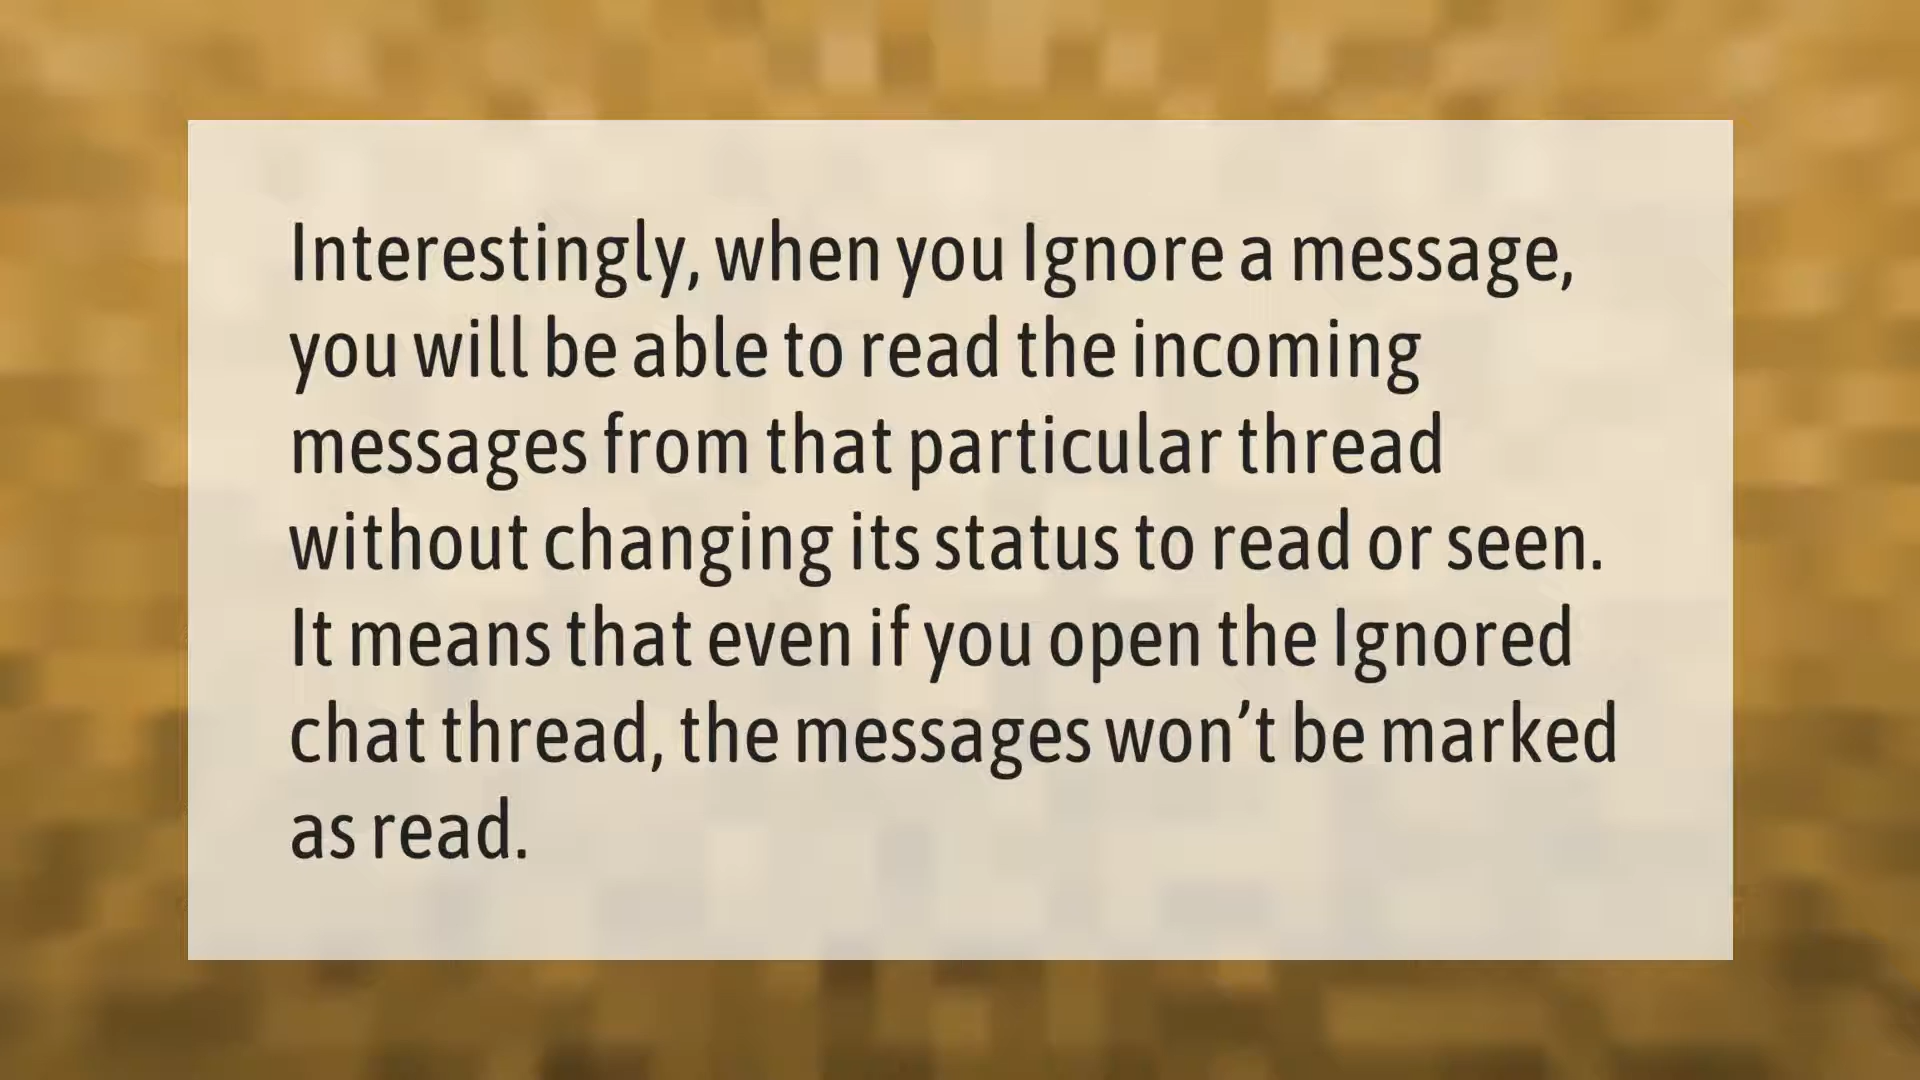 Interestingly, when you Ignore a message,
you will be able to read the incoming
messages from that particular thread
without changing its status to read or seen.
It means that even if you open the Ignored
chat thread, the messages won’t be marked
as read.